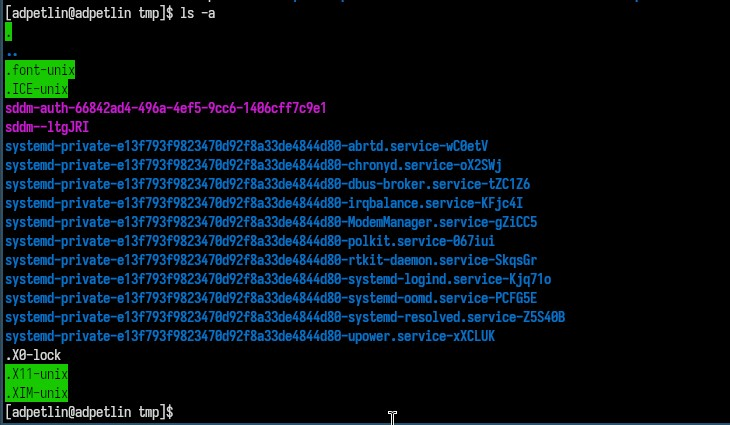 [adpetlin@adpetlin tmp]$ ls -a
.
..
.font-unix
.ICE-unix
sddm-auth-66842ad4-496a-4ef5-9cc6-1406cff7c9e1
sddm--ltgJRI
systemd-private-e13f793f9823470d92f8a33de4844d80-abrtd.service-wC0etV
systemd-private-e13f793f9823470d92f8a33de4844d80-chronyd.service-oX2SWj
systemd-private-e13f793f9823470d92f8a33de4844d80-dbus-broker.service-tZC1Z6
systemd-private-e13f793f9823470d92f8a33de4844d80-irqbalance.service-KFjc4I
systemd-private-e13f793f9823470d92f8a33de4844d80-ModemManager.service-gZiCC5
systemd-private-e13f793f9823470d92f8a33de4844d80-polkit.service-067iui
systemd-private-e13f793f9823470d92f8a33de4844d80-rtkit-daemon.service-SkqsGr
systemd-private-e13f793f9823470d92f8a33de4844d80-systemd-logind.service-Kjq71o
systemd-private-e13f793f9823470d92f8a33de4844d80-systemd-oomd.service-PCFG5E
systemd-private-e13f793f9823470d92f8a33de4844d80-systemd-resolved.service-Z5S40B
systemd-private-e13f793f9823470d92f8a33de4844d80-upower.service-xXCLUK
.X0-lock
.X11-unix
.XIM-unix
[adpetlin@adpetlin tmp]$